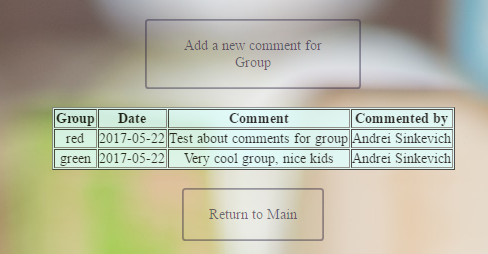 Add a new comment for
Group
Group Date Comment Commented by
red 2017-05-22 Test about comments for group Andrei Sinkevich
green 2017-05-22 Very cool group, nice kids Andrei Sinkevich
Return to Main